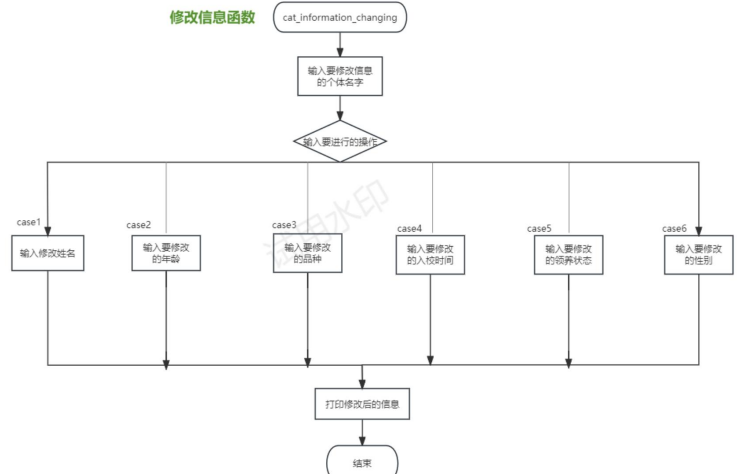 修改信息函数
cat_information_changing
输入要修改信息
的个体名字
输入要进行的操作
case1
case2
case3
case4
case5
case6
输入修改姓名
输入要修改
的年龄
输入要修改
的品种
输入要修改
的入校时间
输入要修改
的领养状态
输入要修改
的性别
试用水印
打印修改后的信息
结束